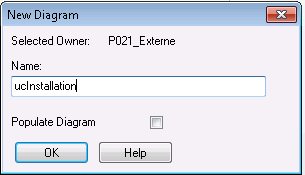 New Diagram
Selected Owner: P021_Externe
Name:
ucInstallation
Populate Diagram
OK Help